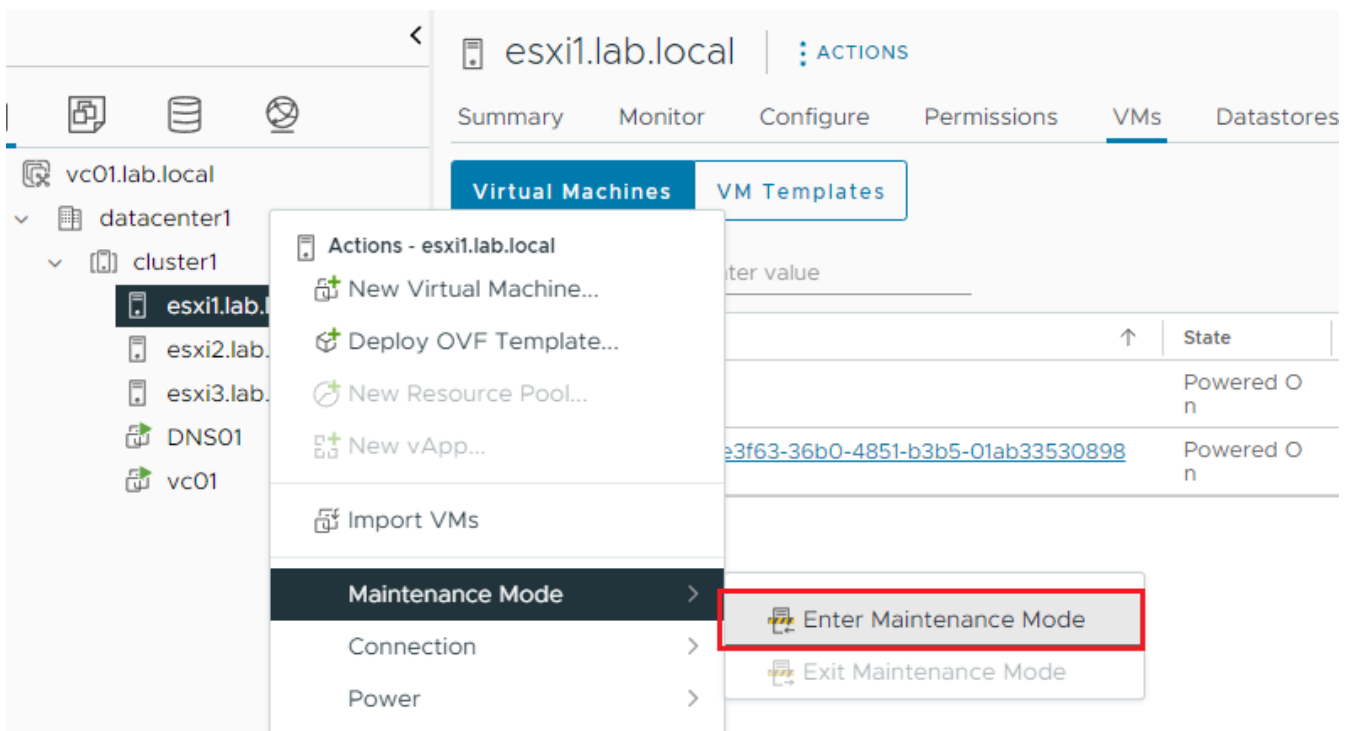 esxi1.lab.local
ACTIONS
Summary Monitor Configure Permissions VMs Datastores
vc01.lab.local
datacenter1
cluster1
esxi1.lab.
esxi2.lab.
esxi3.lab.
DNS01
vc01
Virtual Machines VM Templates
Actions - esxi1.lab.local
New Virtual Machine...
Deploy OVF Template...
New Resource Pool...
New vApp...
Import VMs
Maintenance Mode
Connection
Power
Enter Maintenance Mode
Exit Maintenance Mode
ter value
State
Powered O
n
e3f63-36b0-4851-b3b5-01ab33530898
Powered O
n